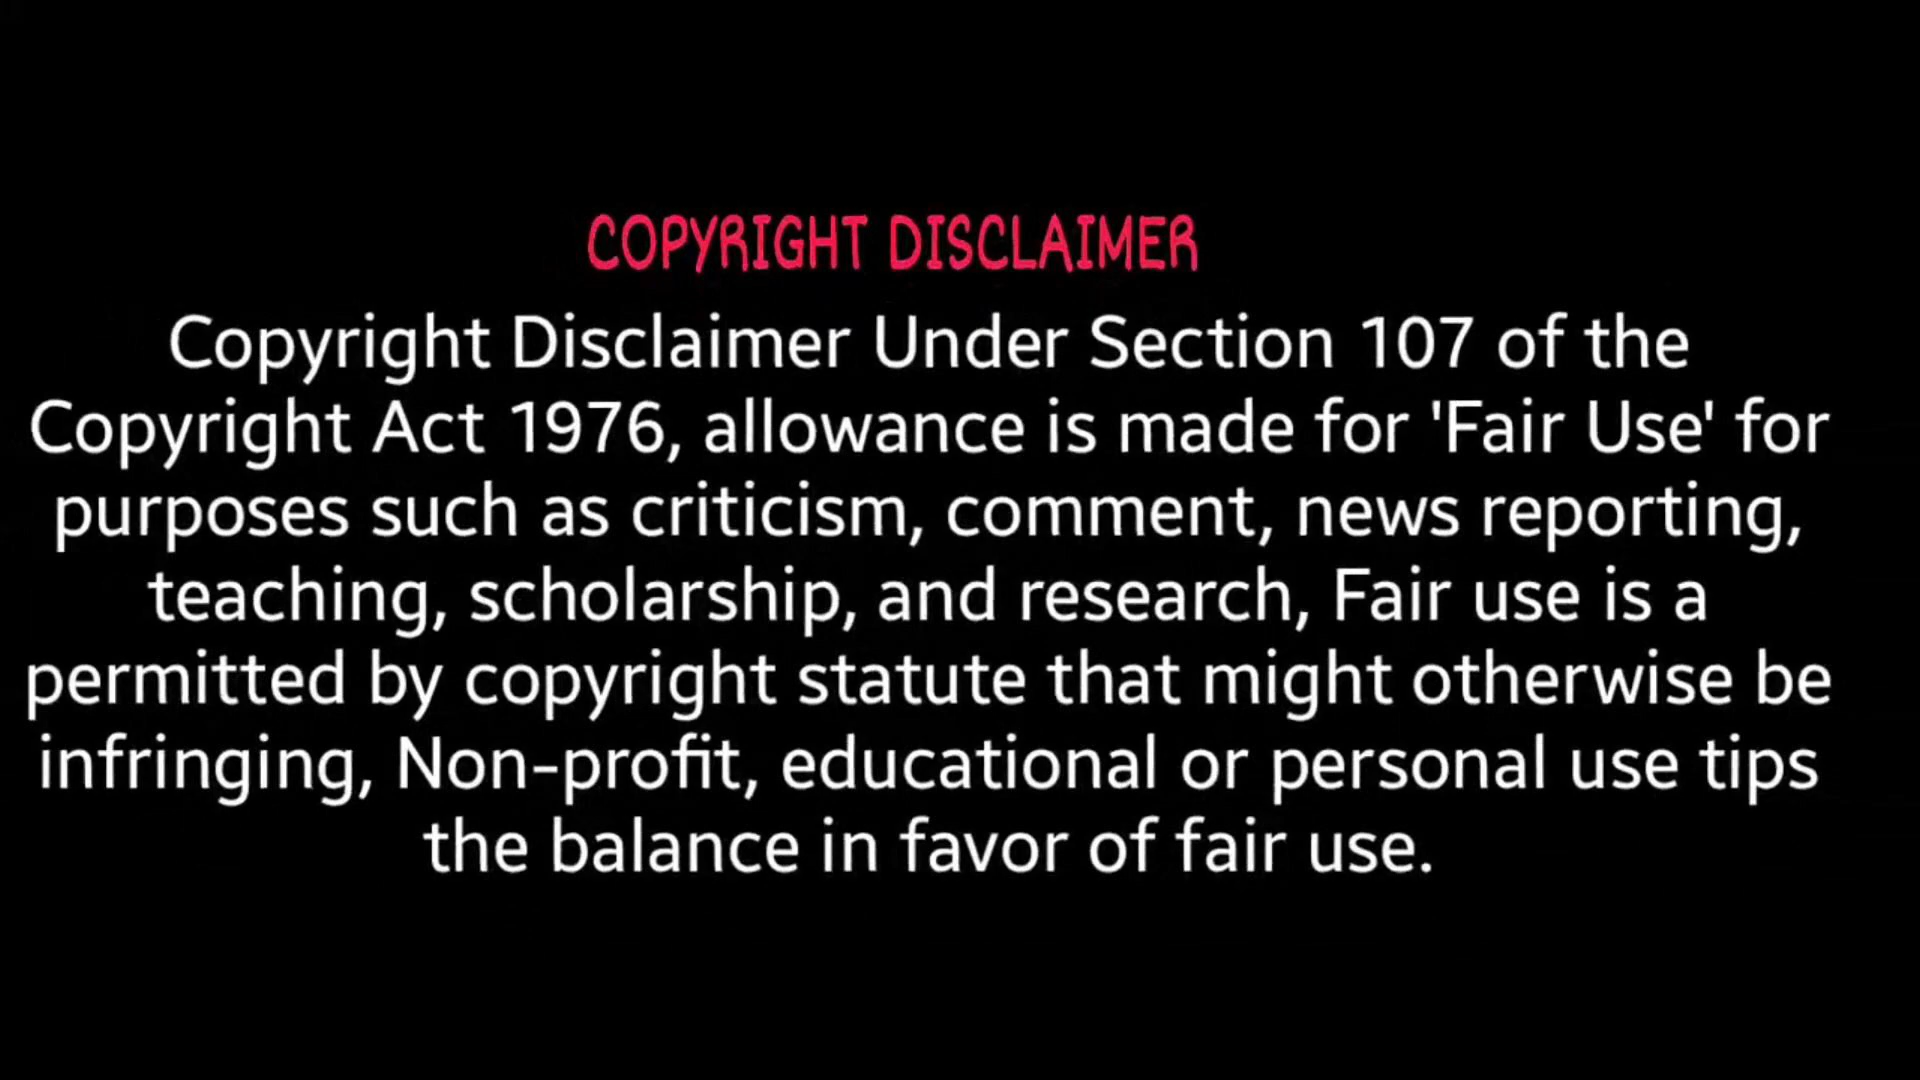 COPYRIGHT DISCLAIMER
Copyright Disclaimer Under Section 107 of the
Copyright Act 1976, allowance is made for 'Fair Use' for
purposes such as criticism, comment, news reporting,
teaching, scholarship, and research, Fair use is a
permitted by copyright statute that might otherwise be
infringing, Non-profit, educational or personal use tips
the balance in favor of fair use.